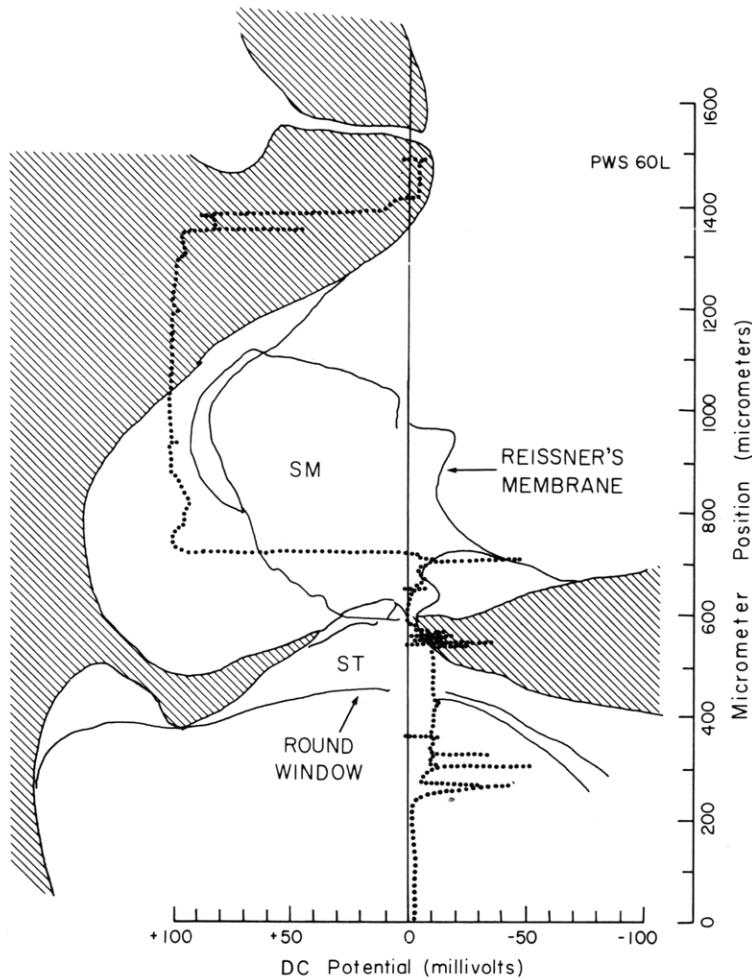 PWS 60L
REISSNER'S
MEMBRANE
SM
ST
ROUND
WINDOW
0
200
400
600
800
1000
1200
1400
1600
Micrometer Position (micrometers)
+100 +50 0 -50 -100
DC Potential (millivolts)